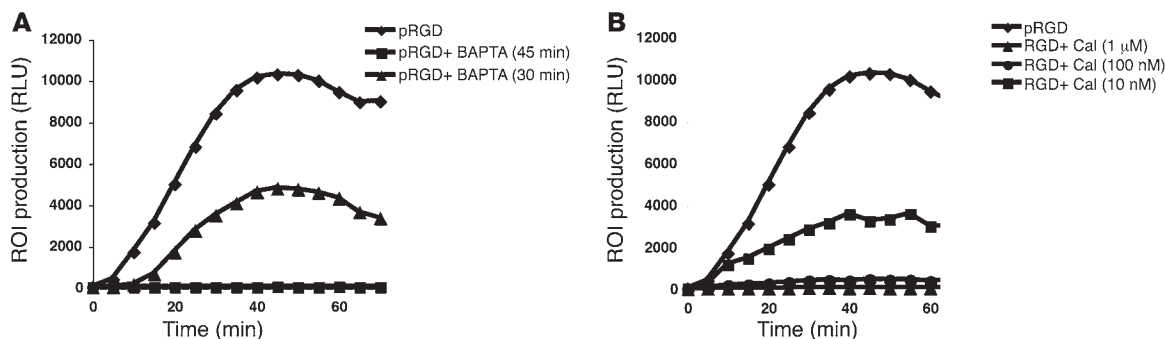 A
pRGD
pRGD+ BAPTA (45 min)
pRGD+ BAPTA (30 min)
12000
10000
8000
6000
4000
2000
0
ROI production (RLU)
0 20 40 60
Time (min)
B
pRGD
RGD+ Cal (1 μM)
RGD+ Cal (100 nM)
RGD+ Cal (10 nM)
12000
10000
8000
6000
4000
2000
0
ROI production (RLU)
0 20 40 60
Time (min)